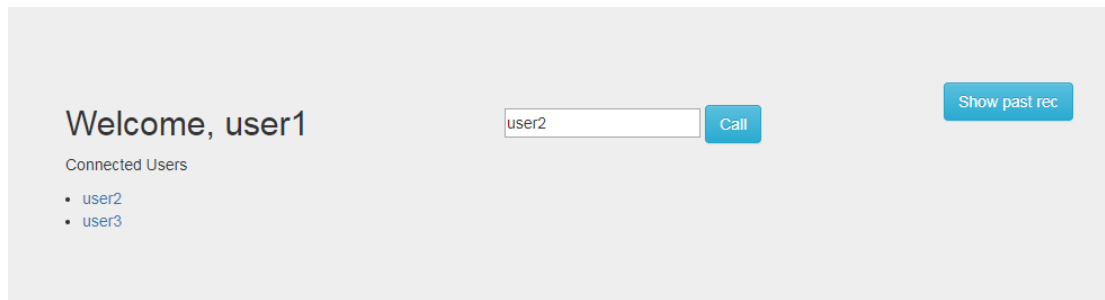 Welcome, user1
Connected Users
user2
user3
user2
Call
Show past rec